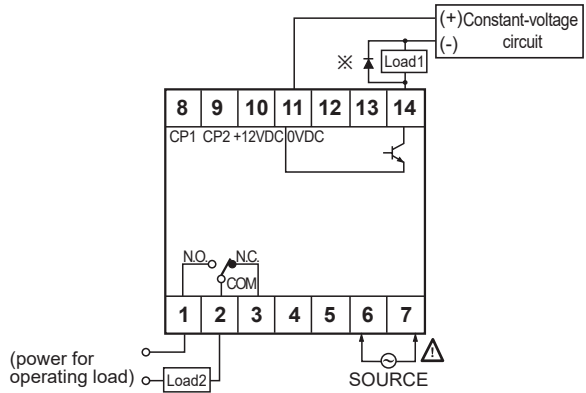 (+)Constant-voltage
(-) circuit
※ Load1
8 9 10 11 12 13 14
CP1 CP2 +12VDC 0VDC
N.O. N.C.
COM
1 2 3 4 5 6 7
(power for
operating load) Load2
SOURCE